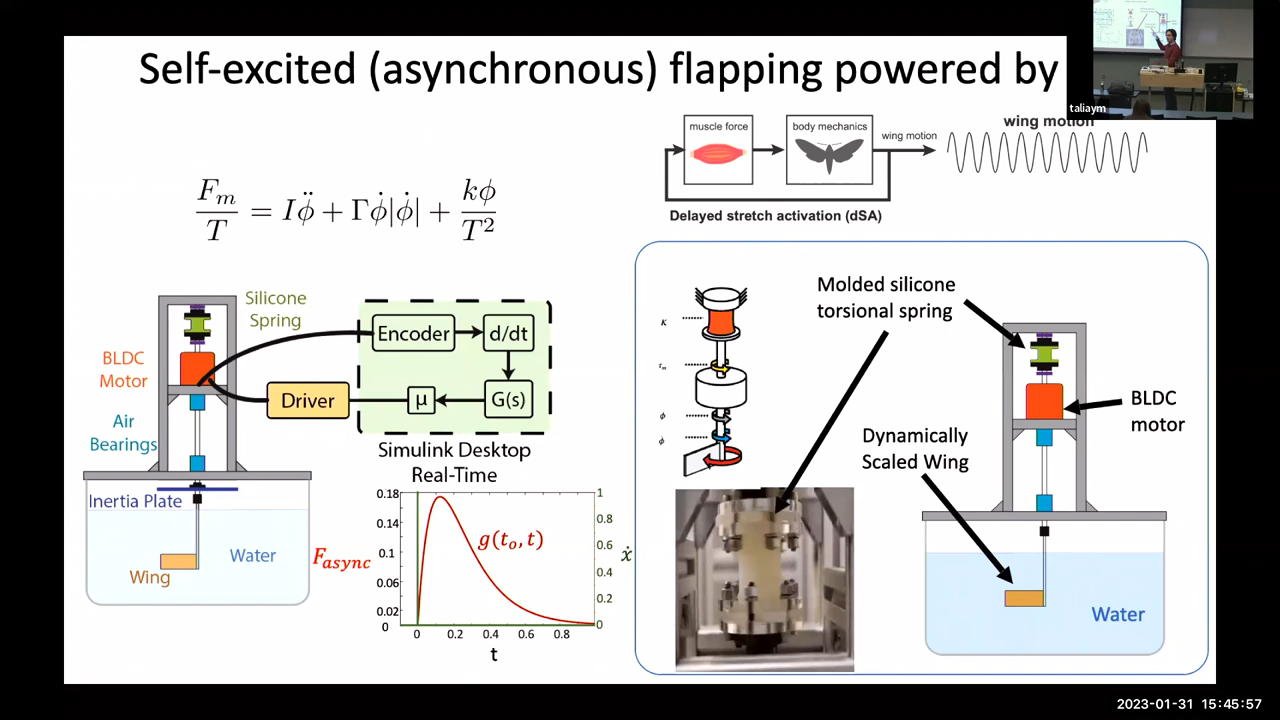 Self-excited (asynchronous) flapping powered by
taliaym
muscle force
body mechanics
wing motion
wing motion
Delayed stretch activation (dSA)
F_m/T = Iϕ̈ + Γϕ̇|ϕ̇| + kϕ/T²
Silicone
Spring
BLDC
Motor
Air
Bearings
Inertia Plate
Wing
Water
Encoder
d/dt
Driver
μ
G(s)
Simulink Desktop
Real-Time
F_async
g(t_o, t)
ẋ
0.18
0.14
0.1
0.06
0.02
0
1
0.8
0.6
0.4
0.2
0
0
0.2
0.4
0.6
0.8
t
Molded silicone
torsional spring
κ
ϕ
Dynamically
Scaled Wing
BLDC
motor
Water
2023-01-31 15:45:57